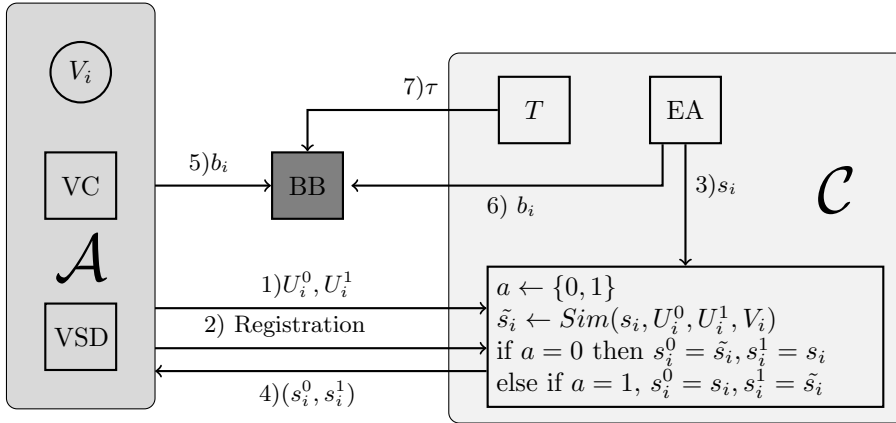 V_i
VC
𝒜
VSD
5)b_i
BB
7)τ
T
EA
3)s_i
6) b_i
𝒞
1)U_i^0, U_i^1
2) Registration
4)(s_i^0, s_i^1)
a ← {0, 1}
s̃_i ← Sim(s_i, U_i^0, U_i^1, V_i)
if a = 0 then s_i^0 = s̃_i, s_i^1 = s_i
else if a = 1, s_i^0 = s_i, s_i^1 = s̃_i